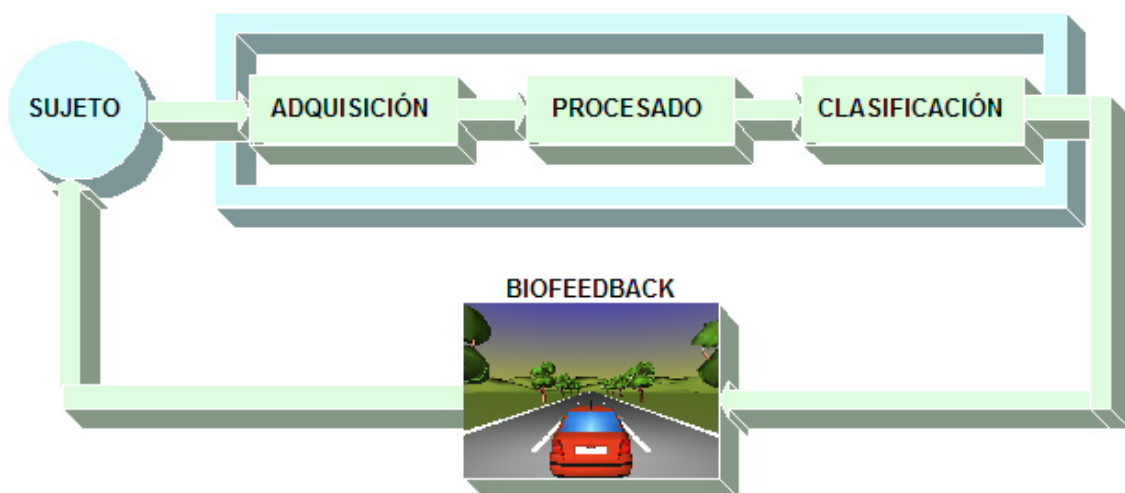 SUJETO
ADQUISICIÓN
PROCESADO
CLASIFICACIÓN
BIOFEEDBACK